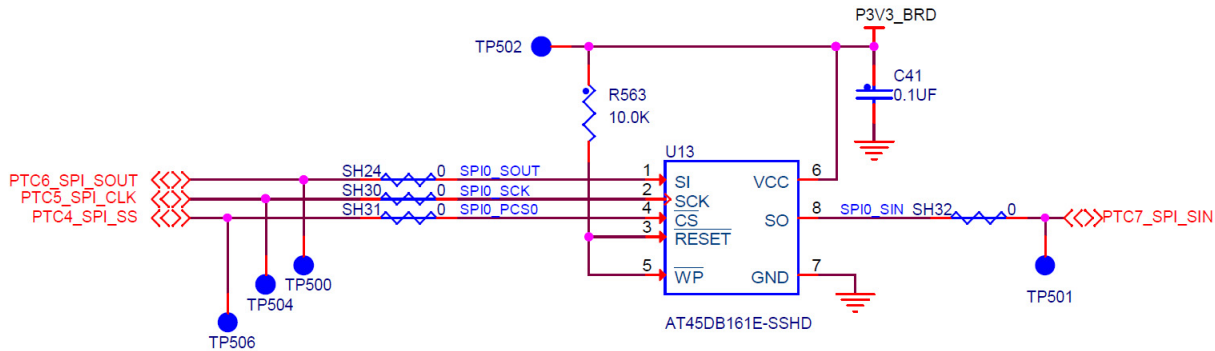 P3V3_BRD
TP502
C41
0.1UF
R563
10.0K
U13
PTC6_SPI_SOUT SH24 0 SPI0_SOUT 1 SI VCC 6
PTC5_SPI_CLK SH30 0 SPI0_SCK 2 SCK
PTC4_SPI_SS SH31 0 SPI0_PCS0 4 CS SO 8 SPI0_SIN SH32 0 PTC7_SPI_SIN
3 RESET
5 WP GND 7
TP500
TP504
TP501
AT45DB161E-SSHD
TP506